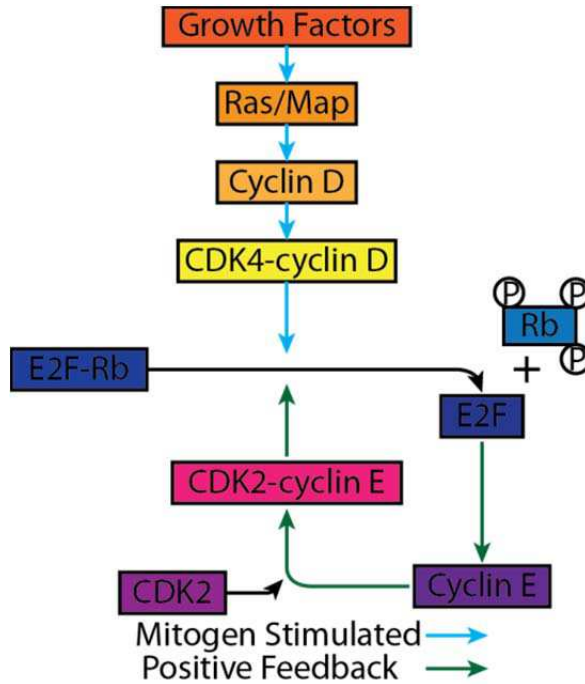 Growth Factors
Ras/Map
Cyclin D
CDK4-cyclin D
P P
Rb
P
E2F-Rb
+
E2F
CDK2-cyclin E
CDK2
Cyclin E
Mitogen Stimulated
Positive Feedback